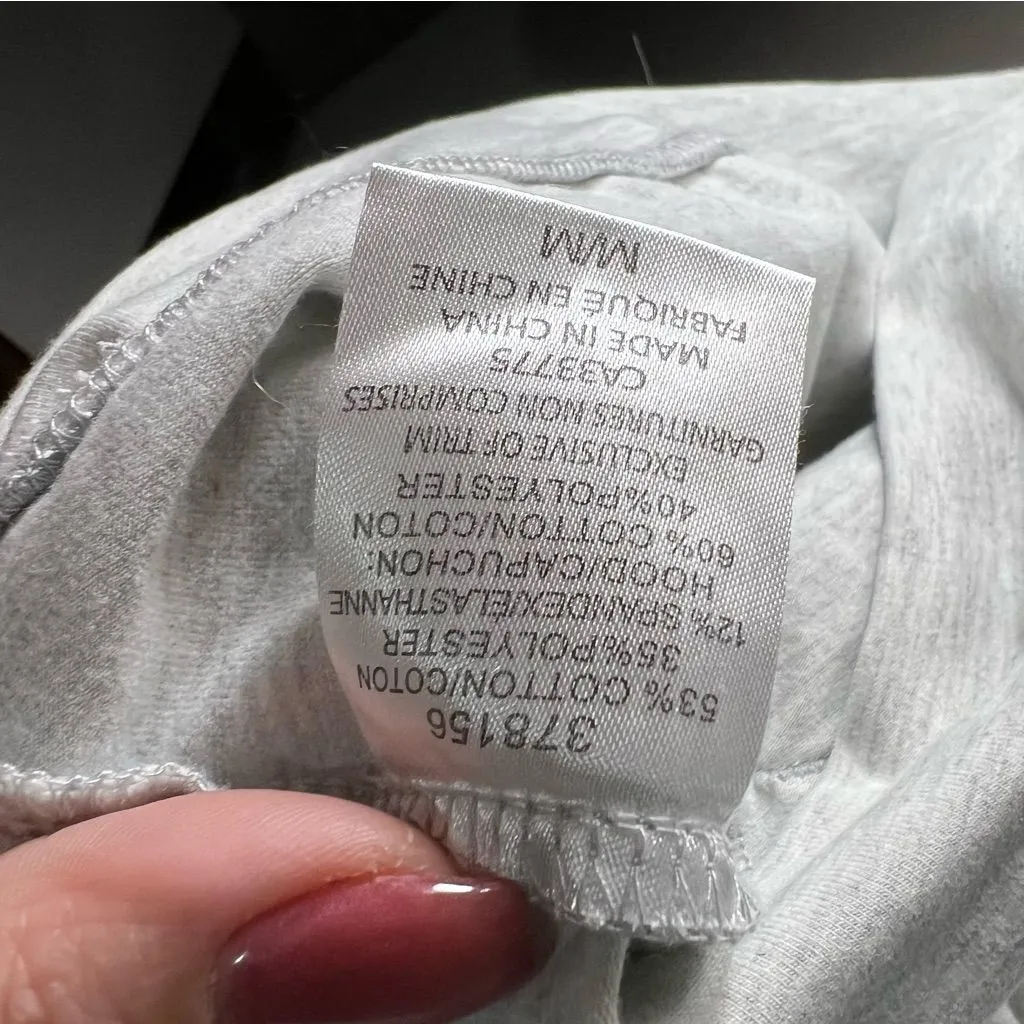 378156
53% COTTON/COTON
35% POLYESTER
12% SPANDEX/ÉLASTHANNE
HOOD/CAPUCHON:
60% COTTON/COTON
40% POLYESTER
EXCLUSIVE OF TRIM
GARNITURES NON COMPRISES
CA33775
MADE IN CHINA
FABRIQUÉ EN CHINE
M/M